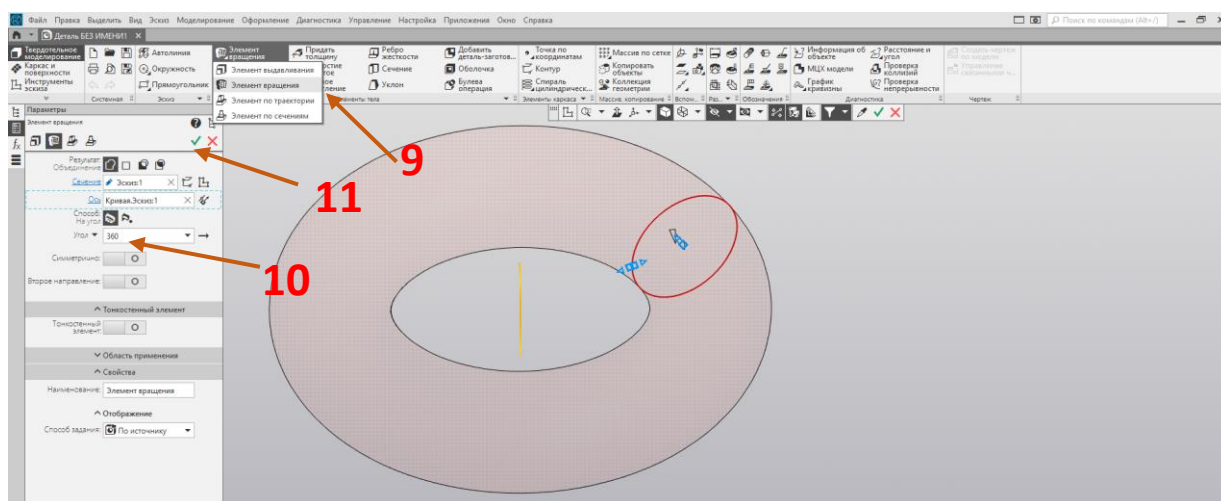 Файл Правка Выделить Вид Эскиз Моделирование Оформление Диагностика Управление Настройка Приложения Окно Справка
Поиск по командам (Alt+/)
Деталь БЕЗ ИМЕНИ1
Твердотельное моделирование
Каркас и поверхности
Инструменты эскиза
Системная
Автолиния
Окружность
Прямоугольник
Эскиз
Элемент вращения
Элемент выдавливания
Элемент вращения
Элемент по траектории
Элемент по сечениям
Придать толщину
Ребро жесткости
Сечение
Уклон
Добавить деталь-заготов...
Оболочка
Булева операция
Точка по координатам
Контур
Спираль цилиндрическ...
Элементы каркаса
Массив по сетке
Копировать объекты
Коллекция геометрии
Массив, копирование
Вспом...
Раз...
Обозначения
Информация об объекте
МЦХ модели
График кривизны
Расстояние и угол
Проверка коллизий
Проверка непрерывности
Диагностика
Чертеж
Параметры
Элемент вращения
Результат:
Объединение
Сечение Эскиз:1
Ось Кривая.Эскиз:1
Способ:
На угол
Угол 360
Симметрично:
Второе направление:
Тонкостенный элемент
Тонкостенный
элемент:
Область применения
Свойства
Наименование: Элемент вращения
Отображение
Способ задания: По источнику
9
11
10